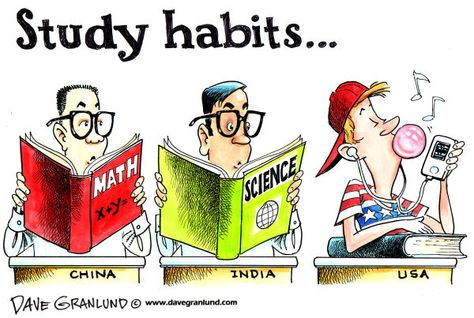 Study habits...
MATH
x+y=
SCIENCE
CHINA
INDIA
USA
DAVE GRANLUND © www.davegranlund.com